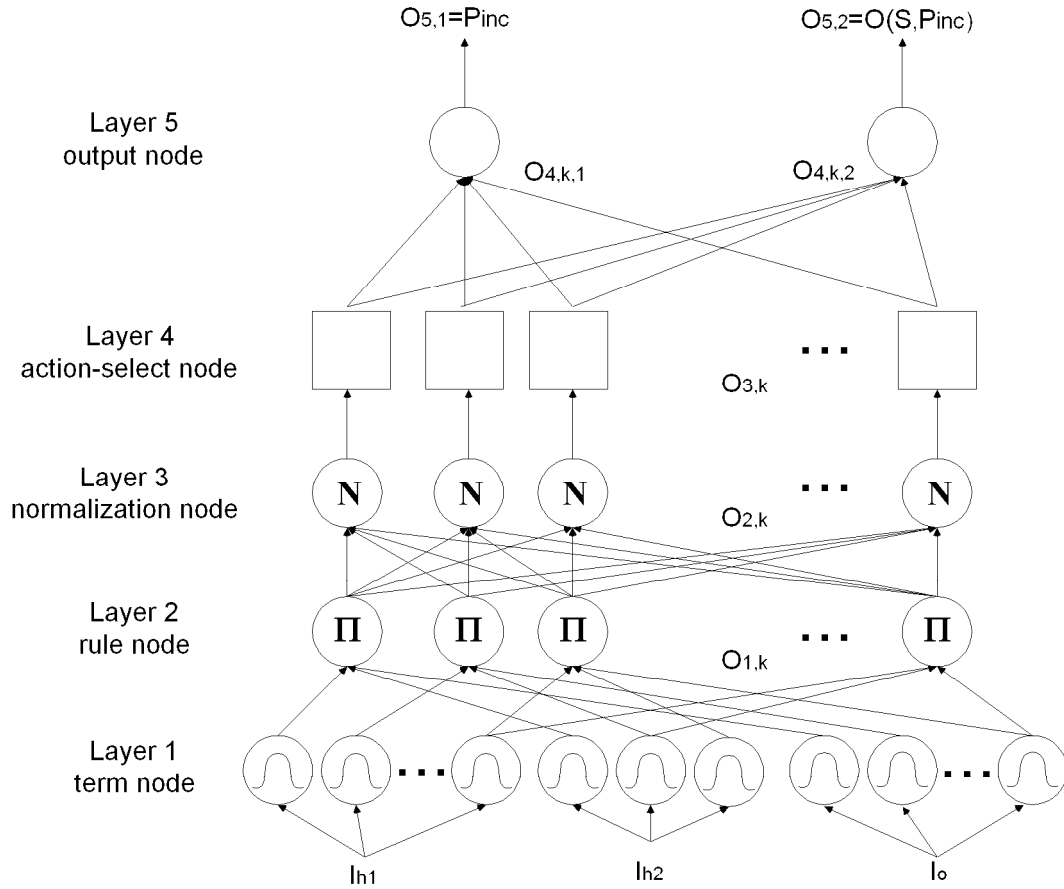 O5,1=Pinc
O5,2=O(S,Pinc)
Layer 5
output node
O4,k,1
O4,k,2
Layer 4
action-select node
...
O3,k
Layer 3
normalization node
N N N ... N
O2,k
Layer 2
rule node
Π Π Π ... Π
O1,k
Layer 1
term node
... ...
Ih1
Ih2
Io